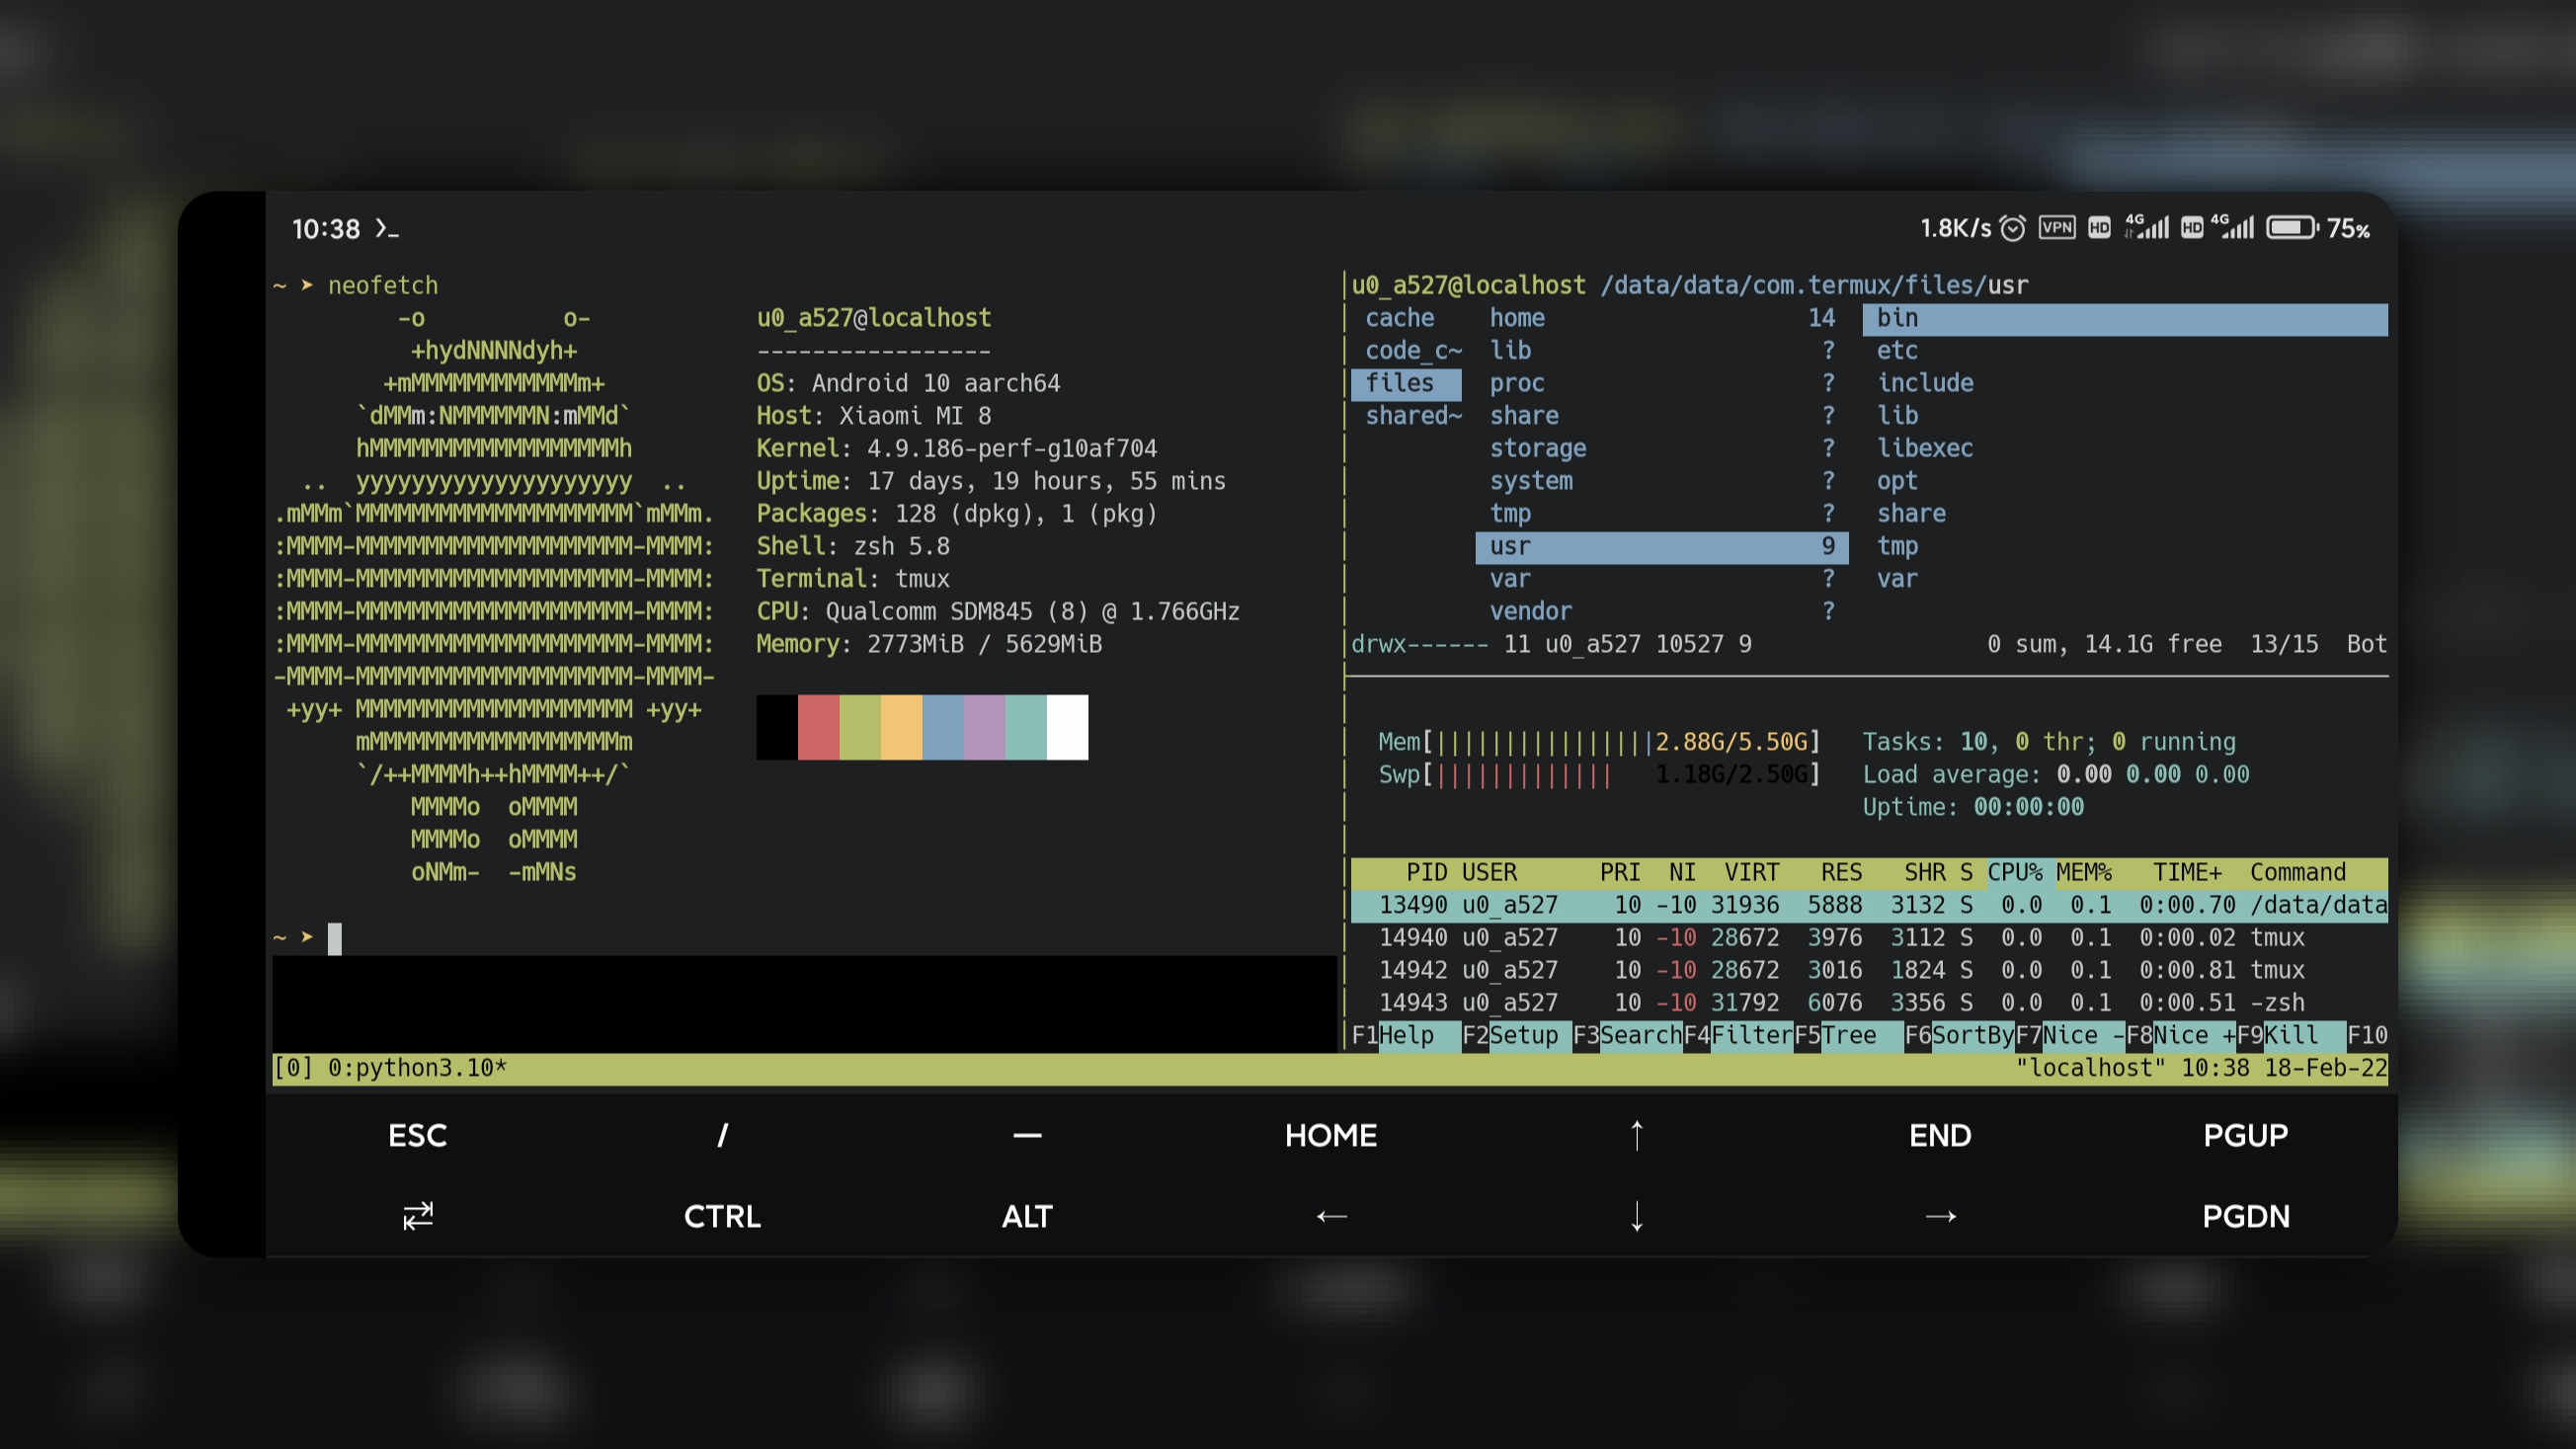 10:38
1.8K/s VPN HD 4G HD 4G 75%
~ ➤ neofetch
-o          o-
+hydNNNNdyh+
+mMMMMMMMMMMMMm+
`dMMm:NMMMMMMN:mMMd`
hMMMMMMMMMMMMMMMMMMh
..  yyyyyyyyyyyyyyyyyyyy  ..
.mMMm`MMMMMMMMMMMMMMMMMMMM`mMMm.
:MMMM-MMMMMMMMMMMMMMMMMMMM-MMMM:
:MMMM-MMMMMMMMMMMMMMMMMMMM-MMMM:
:MMMM-MMMMMMMMMMMMMMMMMMMM-MMMM:
:MMMM-MMMMMMMMMMMMMMMMMMMM-MMMM:
-MMMM-MMMMMMMMMMMMMMMMMMMM-MMMM-
+yy+ MMMMMMMMMMMMMMMMMMMM +yy+
mMMMMMMMMMMMMMMMMMMm
`/++MMMMh++hMMMM++/`
MMMMo  oMMMM
MMMMo  oMMMM
oNMm-  -mMNs
u0_a527@localhost
-----------------
OS: Android 10 aarch64
Host: Xiaomi MI 8
Kernel: 4.9.186-perf-g10af704
Uptime: 17 days, 19 hours, 55 mins
Packages: 128 (dpkg), 1 (pkg)
Shell: zsh 5.8
Terminal: tmux
CPU: Qualcomm SDM845 (8) @ 1.766GHz
Memory: 2773MiB / 5629MiB
~ ➤
u0_a527@localhost /data/data/com.termux/files/usr
cache home 14 bin
code_c~ lib ? etc
files proc ? include
shared~ share ? lib
storage ? libexec
system ? opt
tmp ? share
usr 9 tmp
var ? var
vendor ?
drwx------ 11 u0_a527 10527 9 0 sum, 14.1G free 13/15 Bot
Mem[||||||||||||||||2.88G/5.50G] Tasks: 10, 0 thr; 0 running
Swp[||||||||||||| 1.18G/2.50G] Load average: 0.00 0.00 0.00
Uptime: 00:00:00
PID USER PRI NI VIRT RES SHR S CPU% MEM% TIME+ Command
13490 u0_a527 10 -10 31936 5888 3132 S 0.0 0.1 0:00.70 /data/data
14940 u0_a527 10 -10 28672 3976 3112 S 0.0 0.1 0:00.02 tmux
14942 u0_a527 10 -10 28672 3016 1824 S 0.0 0.1 0:00.81 tmux
14943 u0_a527 10 -10 31792 6076 3356 S 0.0 0.1 0:00.51 -zsh
F1Help F2Setup F3SearchF4FilterF5Tree F6SortByF7Nice -F8Nice +F9Kill F10
[0] 0:python3.10* "localhost" 10:38 18-Feb-22
ESC / — HOME ↑ END PGUP
CTRL ALT ← ↓ → PGDN